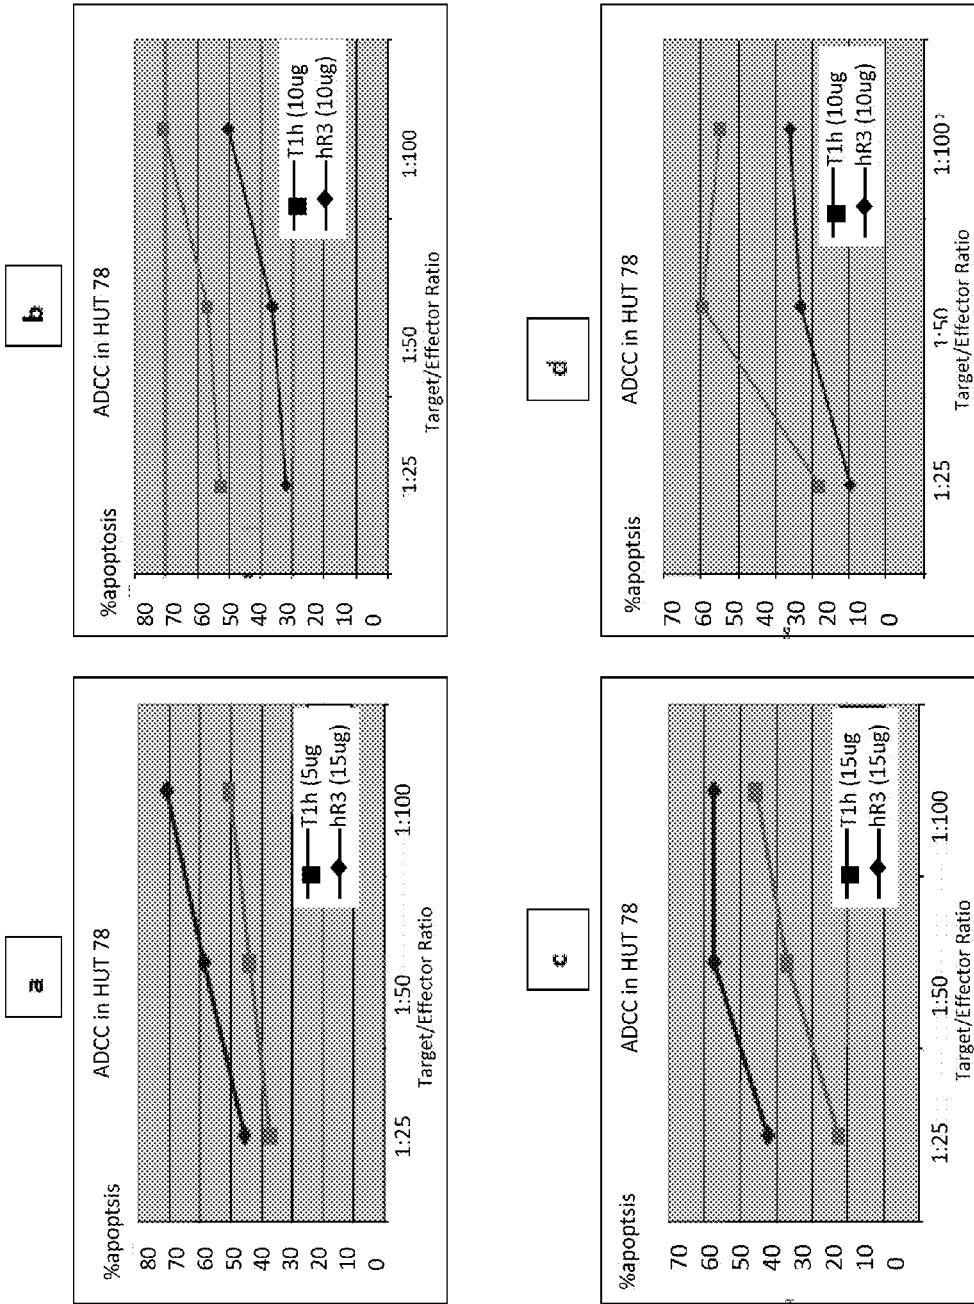 a
ADCC in HUT 78
%apoptsis
80
70
60
50
40
30
20
10
0
1:25
1:50
1:100
Target/Effector Ratio
T1h (5ug
hR3 (15ug)
b
ADCC in HUT 78
%apoptosis
80
70
60
50
40
30
20
10
0
1:25
1:50
1:100
Target/Effector Ratio
T1h (10ug
hR3 (10ug)
c
ADCC in HUT 78
%apoptsis
70
60
50
40
30
20
10
0
1:25
1:50
1:100
Target/Effector Ratio
T1h (15ug
hR3 (15ug)
d
ADCC in HUT 78
%apoptsis
70
60
50
40
30
20
10
0
1:25
1:50
1:100
Target/Effector Ratio
T1h (10ug
hR3 (10ug)